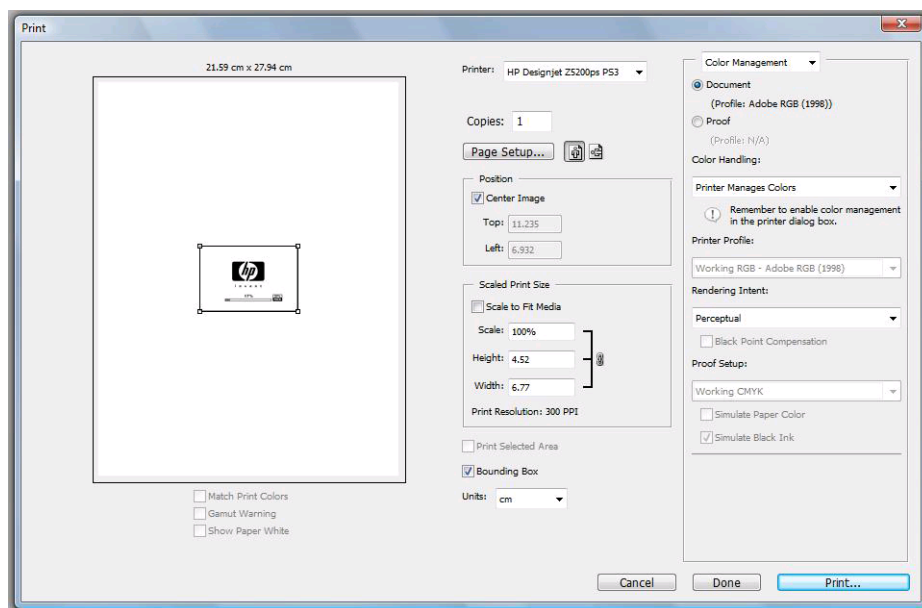 Print
21.59 cm x 27.94 cm
hp
invent
Match Print Colors
Gamut Warning
Show Paper White
Printer: HP Designjet Z5200ps PS3
Copies: 1
Page Setup...
Position
Center Image
Top: 11.235
Left: 6.932
Scaled Print Size
Scale to Fit Media
Scale: 100%
Height: 4.52
Width: 6.77
Print Resolution: 300 PPI
Print Selected Area
Bounding Box
Units: cm
Color Management
Document
(Profile: Adobe RGB (1998))
Proof
(Profile: N/A)
Color Handling:
Printer Manages Colors
Remember to enable color management
in the printer dialog box.
Printer Profile:
Working RGB - Adobe RGB (1998)
Rendering Intent:
Perceptual
Black Point Compensation
Proof Setup:
Working CMYK
Simulate Paper Color
Simulate Black Ink
Cancel
Done
Print...